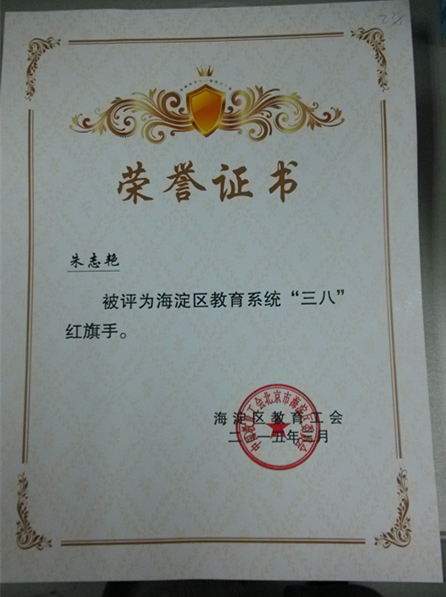 荣誉证书
朱志艳
被评为海淀区教育系统“三八”
红旗手。
海淀区教育工会
二〇一五年三月